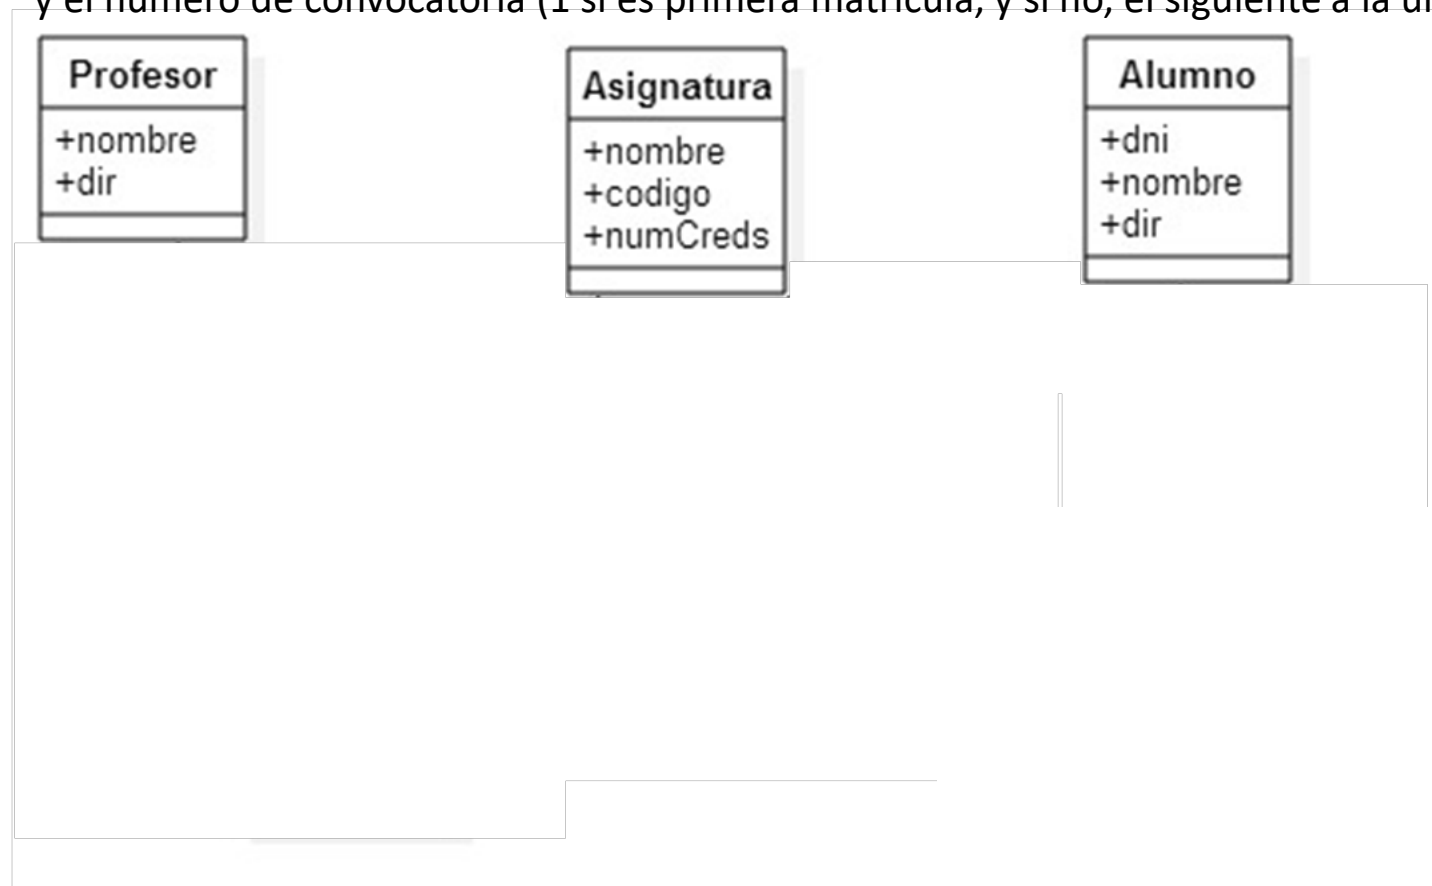 y el número de convocatoria (1 si es primera matrícula, y si no, el siguiente a la
Profesor
+nombre
+dir
Asignatura
+nombre
+codigo
+numCreds
Alumno
+dni
+nombre
+dir